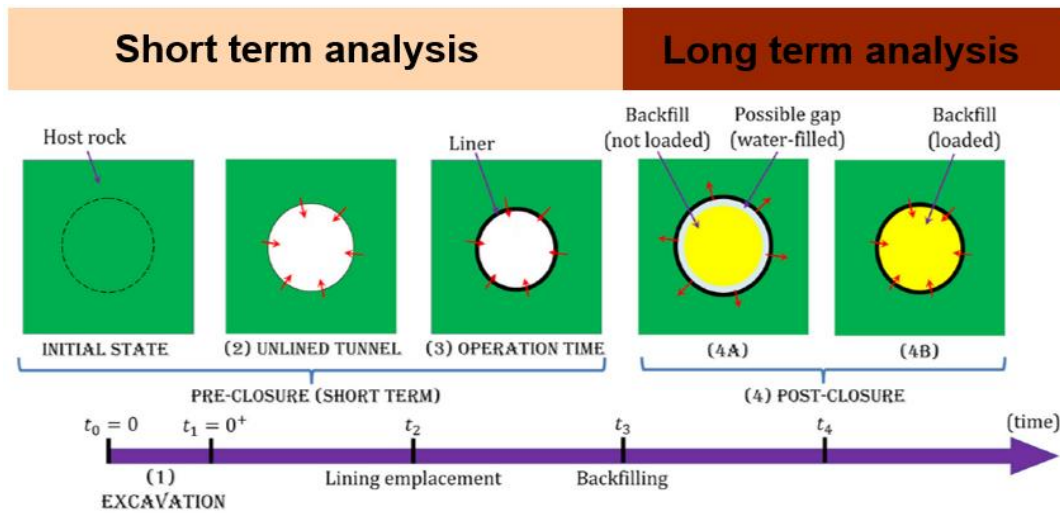 Short term analysis
Long term analysis
Host rock
Liner
Backfill
(not loaded)
Possible gap
(water-filled)
Backfill
(loaded)
INITIAL STATE
(2) UNLINED TUNNEL
(3) OPERATION TIME
(4A)
(4B)
PRE-CLOSURE (SHORT TERM)
(4) POST-CLOSURE
t₀ = 0
t₁ = 0⁺
t₂
t₃
t₄
(time)
(1)
EXCAVATION
Lining emplacement
Backfilling